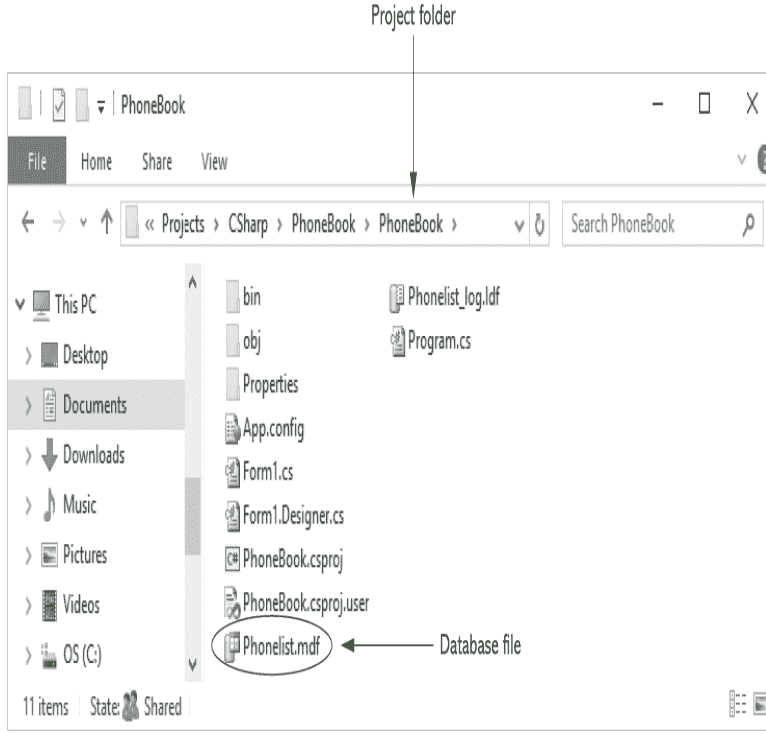 Project folder
PhoneBook
File Home Share View
« Projects > CSharp > PhoneBook > PhoneBook >
Search PhoneBook
This PC
Desktop
Documents
Downloads
Music
Pictures
Videos
OS (C:)
bin
obj
Properties
App.config
Form1.cs
Form1.Designer.cs
PhoneBook.csproj
PhoneBook.csproj.user
Phonelist.mdf
Phonelist_log.ldf
Program.cs
Database file
11 items State: Shared